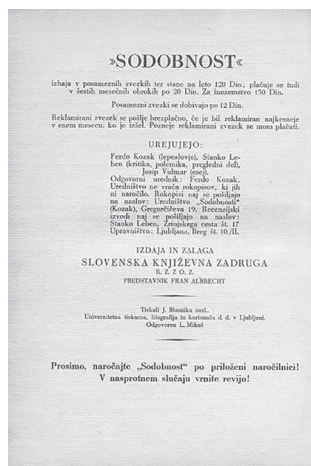 »SODOBNOST«
izhaja v posameznih zvezkih ter stane na leto 120 Din; plačuje se tudi
v šestih mesečnih obrokih po 20 Din. Za inozemstvo 150 Din.
Posamezni zvezki se dobivajo po 12 Din.
Reklamirani zvezek se pošlje brezplačno, če je bil reklamiran najkesneje
v enem mesecu, ko je izšel. Pozneje reklamirani zvezek se mora plačati.
UREJUJEJO:
Ferdo Kozak (leposlovje), Stanko Le-
ben (kritika, polemika, pregledni del),
Josip Vidmar (esej).
Odgovorni urednik: Ferdo Kozak.
Uredništvo ne vrača rokopisov, ki jih
ni naročilo. Rokopisi naj se pošiljajo
na naslov: Uredništvo „Sodobnosti“
(Kozak), Gregorčičeva 19. Recenzijski
izvodi naj se pošiljajo na naslov:
Stanko Leben, Zrinjskega cesta št. 17
Upravništvo: Ljubljana, Breg št. 10/II.
IZDAJA IN ZALAGA
SLOVENSKA KNJIŽEVNA ZADRUGA
R. Z. Z O. Z.
PREDSTAVNIK FRAN ALBRECHT
Tiskali J. Blasnika nasl.
Univerzitetna tiskarna, litografija in kartonaža d. d. v Ljubljani.
Odgovoren L. Mikuš
Prosimo, naročajte „Sodobnost“ po priloženi naročilnici!
V nasprotnem slučaju vrnite revijo!